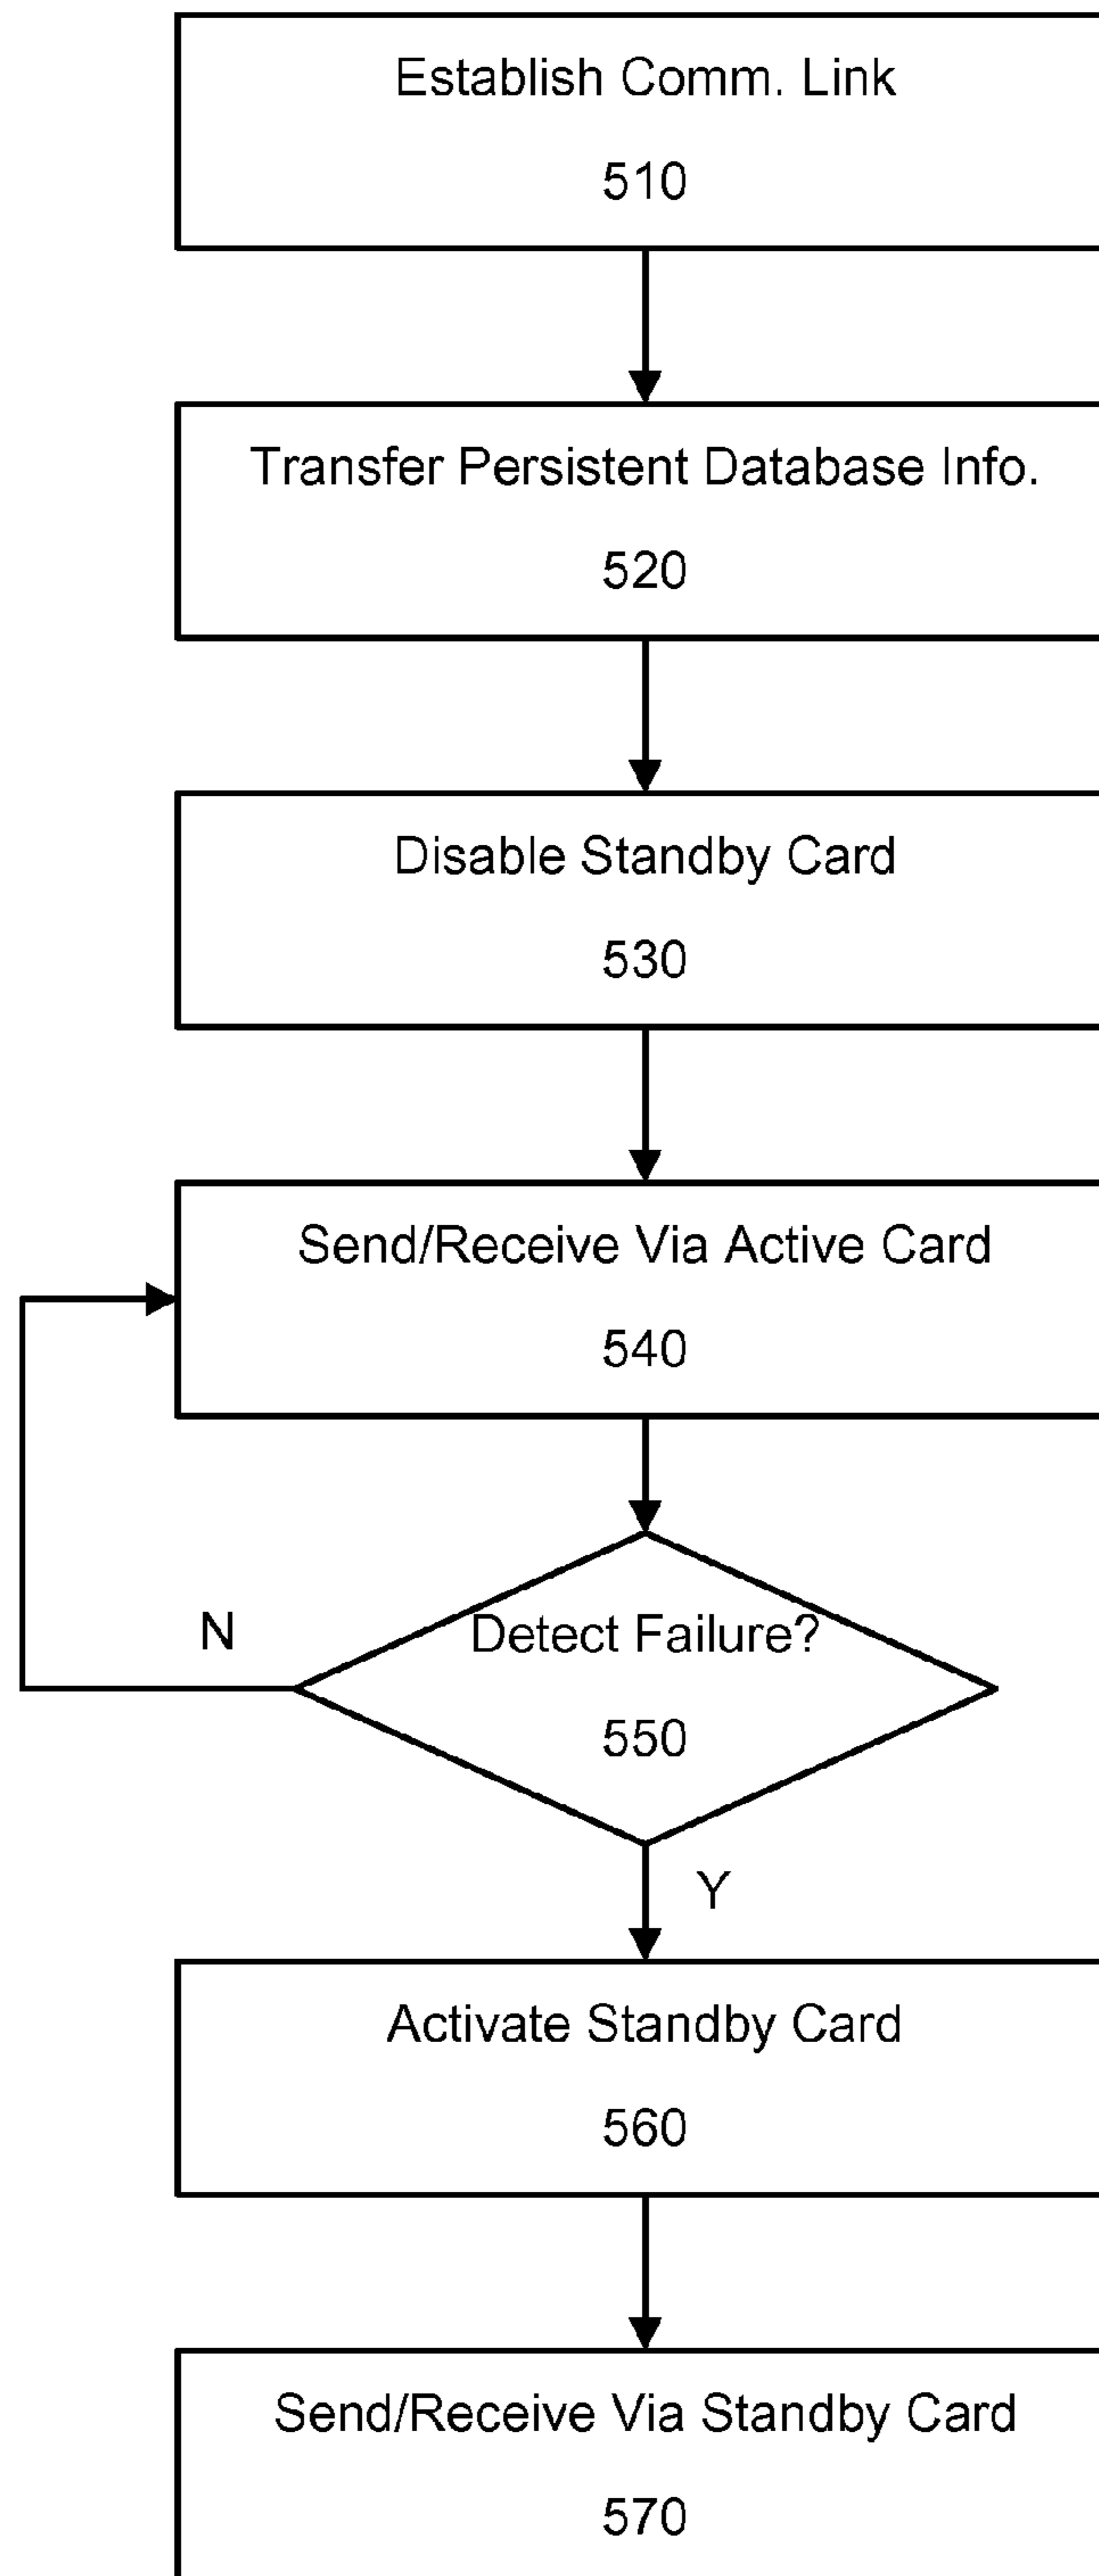 Establish Comm. Link
510
Transfer Persistent Database Info.
520
Disable Standby Card
530
Send/Receive Via Active Card
540
Detect Failure?
N
550
Y
Activate Standby Card
560
Send/Receive Via Standby Card
570